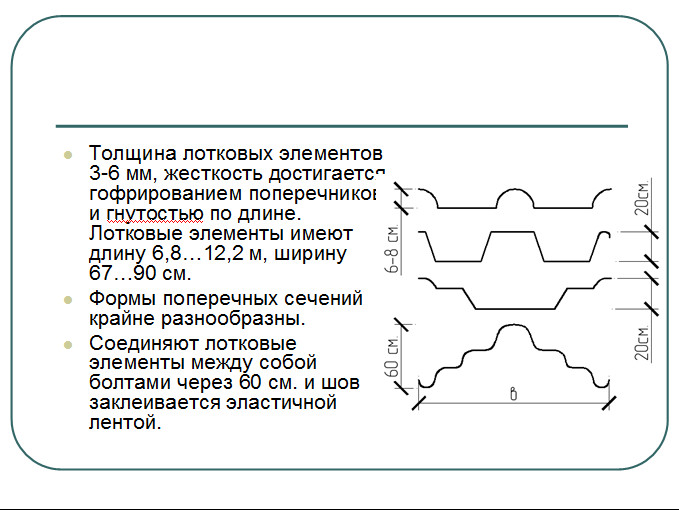 Толщина лотковых элементов
3-6 мм, жесткость достигается
гофрированием поперечников
и гнутостью по длине.
Лотковые элементы имеют
длину 6,8…12,2 м, ширину
67…90 см.
Формы поперечных сечений
крайне разнообразны.
Соединяют лотковые
элементы между собой
болтами через 60 см. и шов
заклеивается эластичной
лентой.
6-8 см.
20см.
20см.
60 см.
в